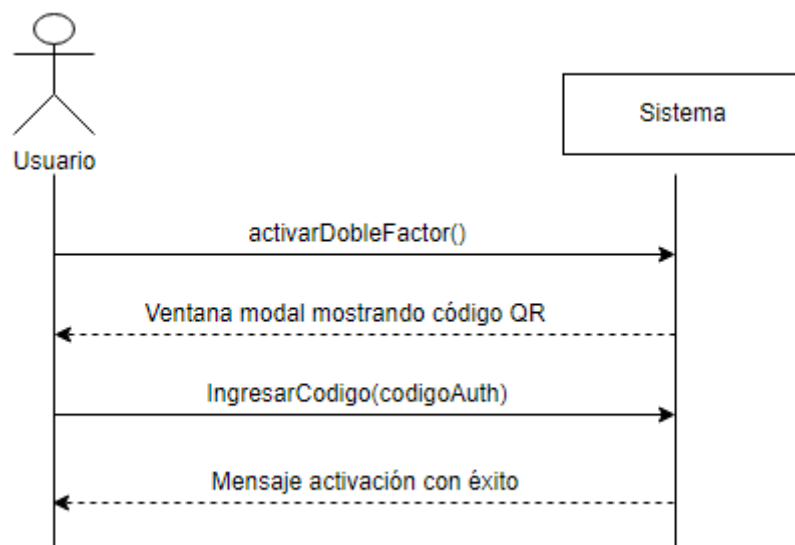 Sistema
Usuario
activarDobleFactor()
Ventana modal mostrando código QR
IngresarCodigo(codigoAuth)
Mensaje activación con éxito